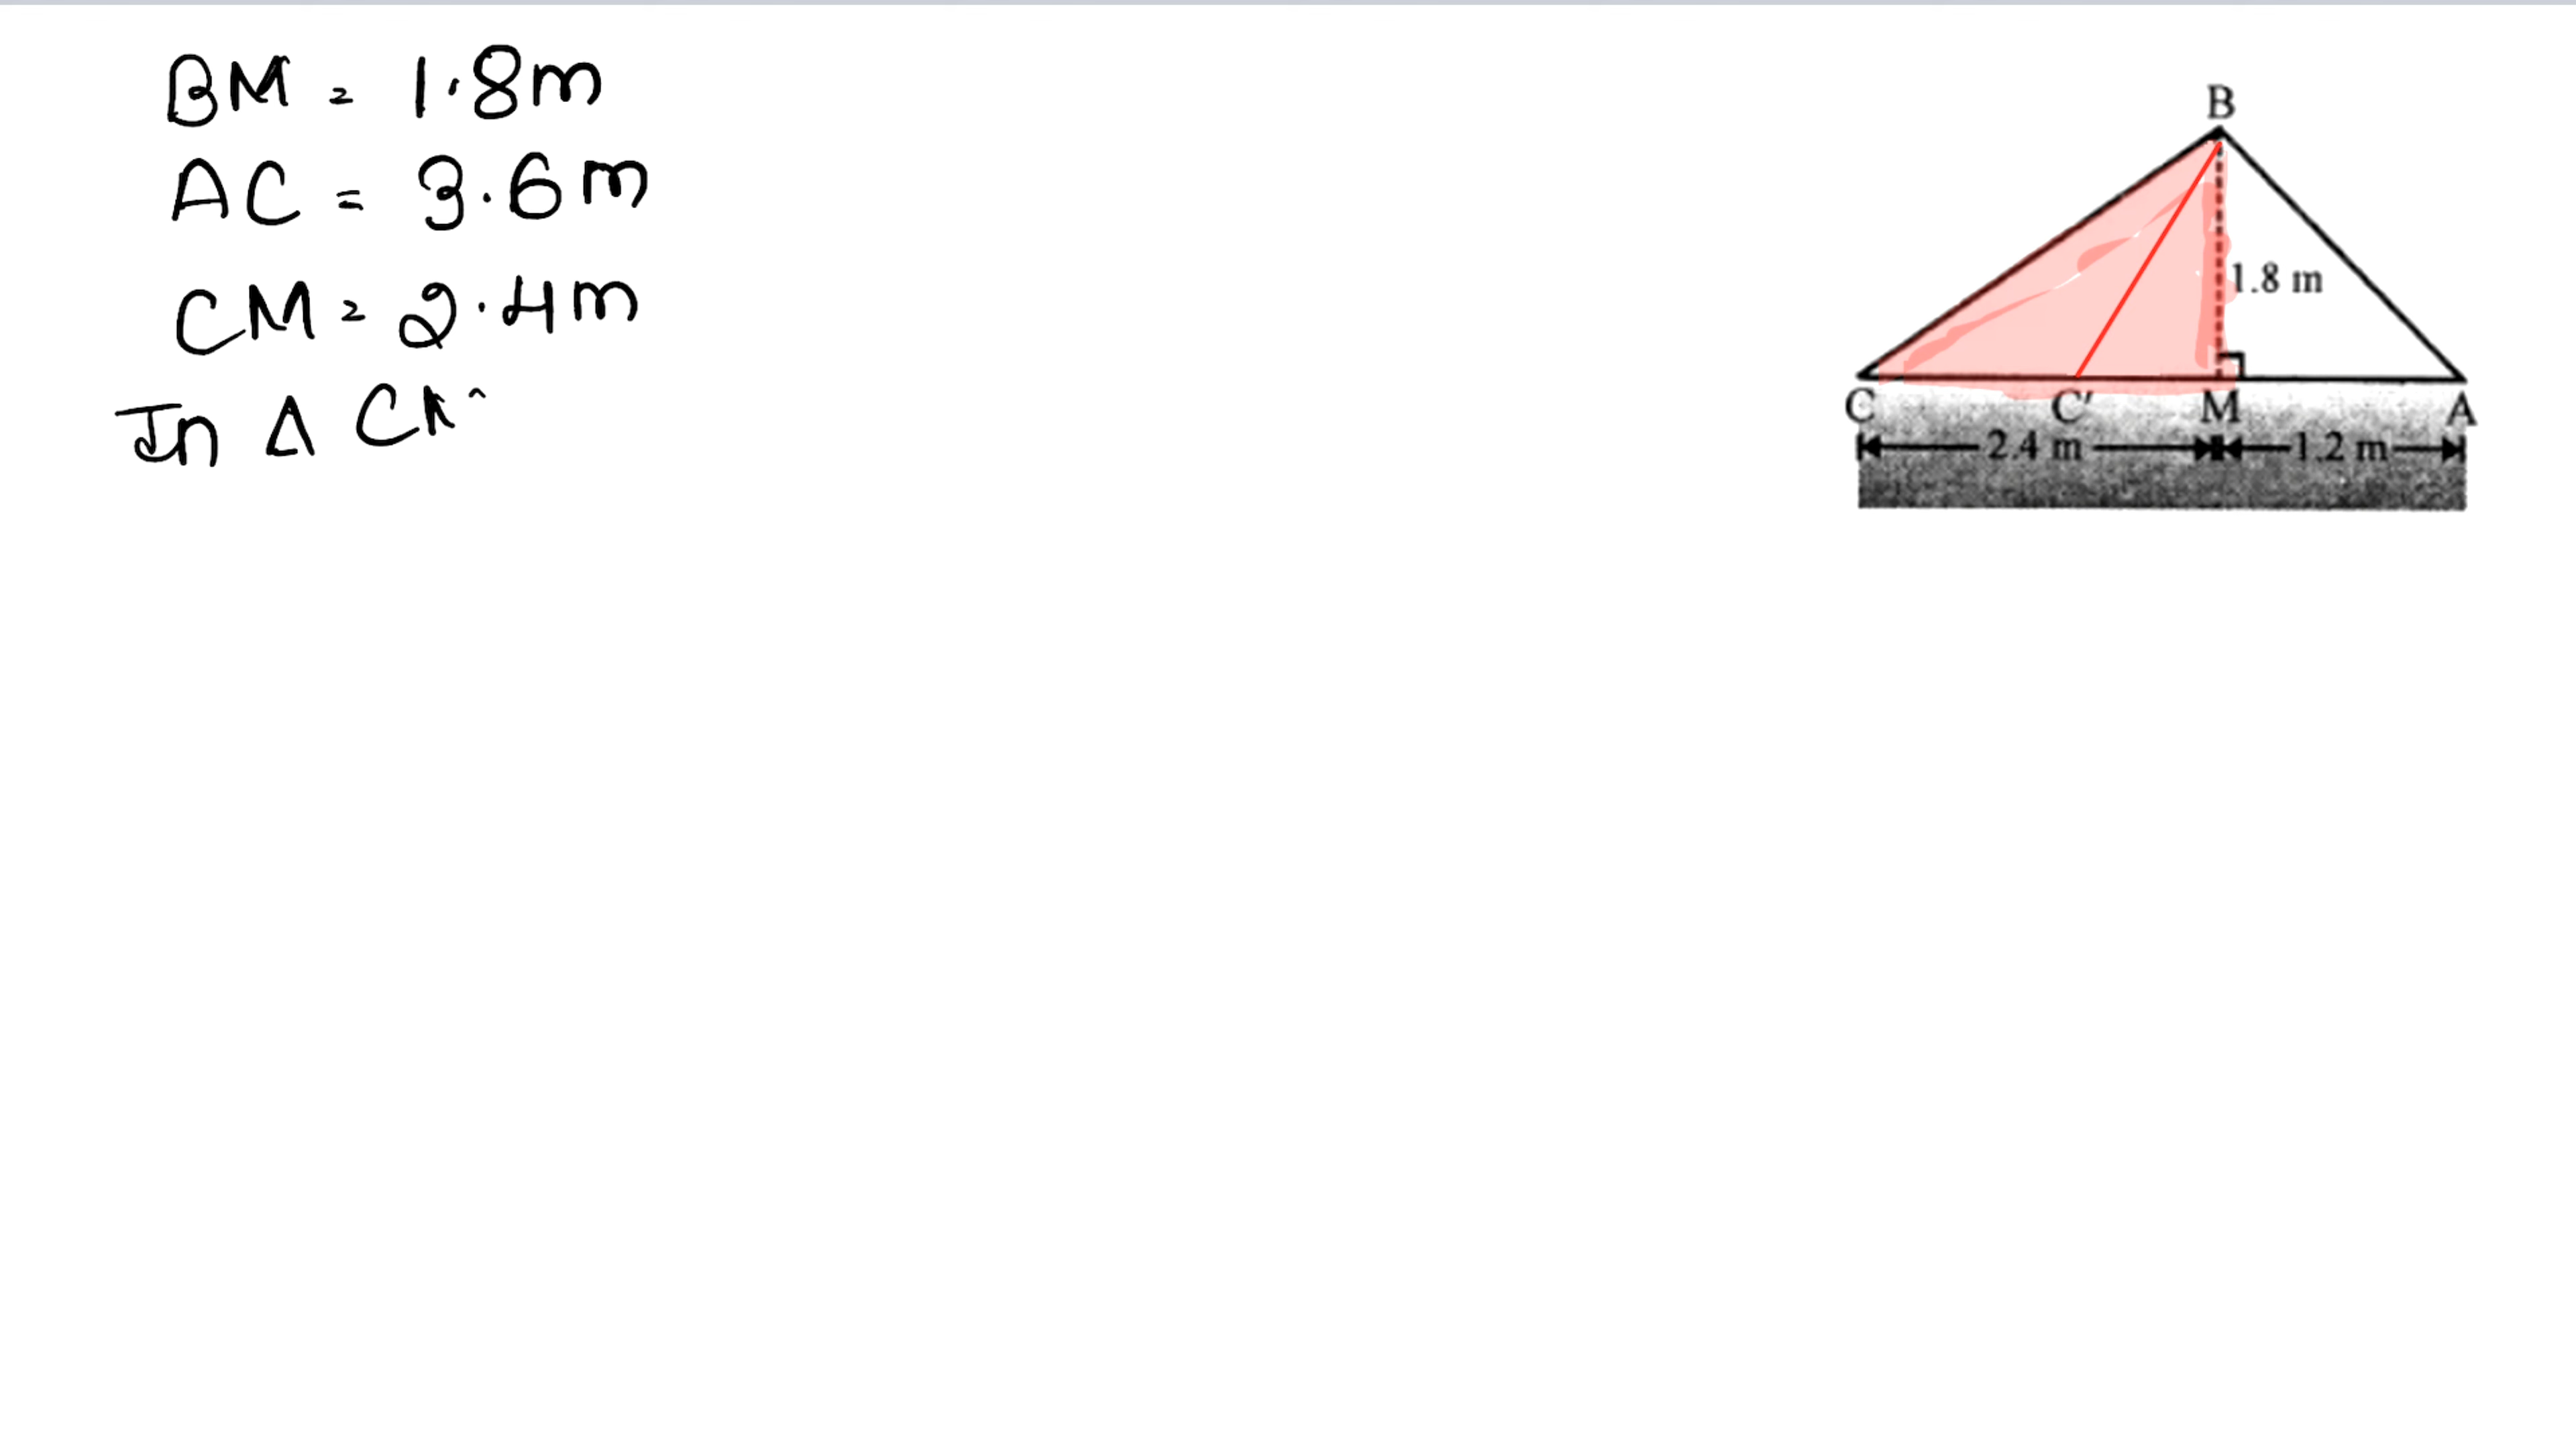 BM = 1.8m
AC = 3.6m
CM = 2.4m
In Δ C
B
1.8 m
C C' M A
2.4 m 1.2 m